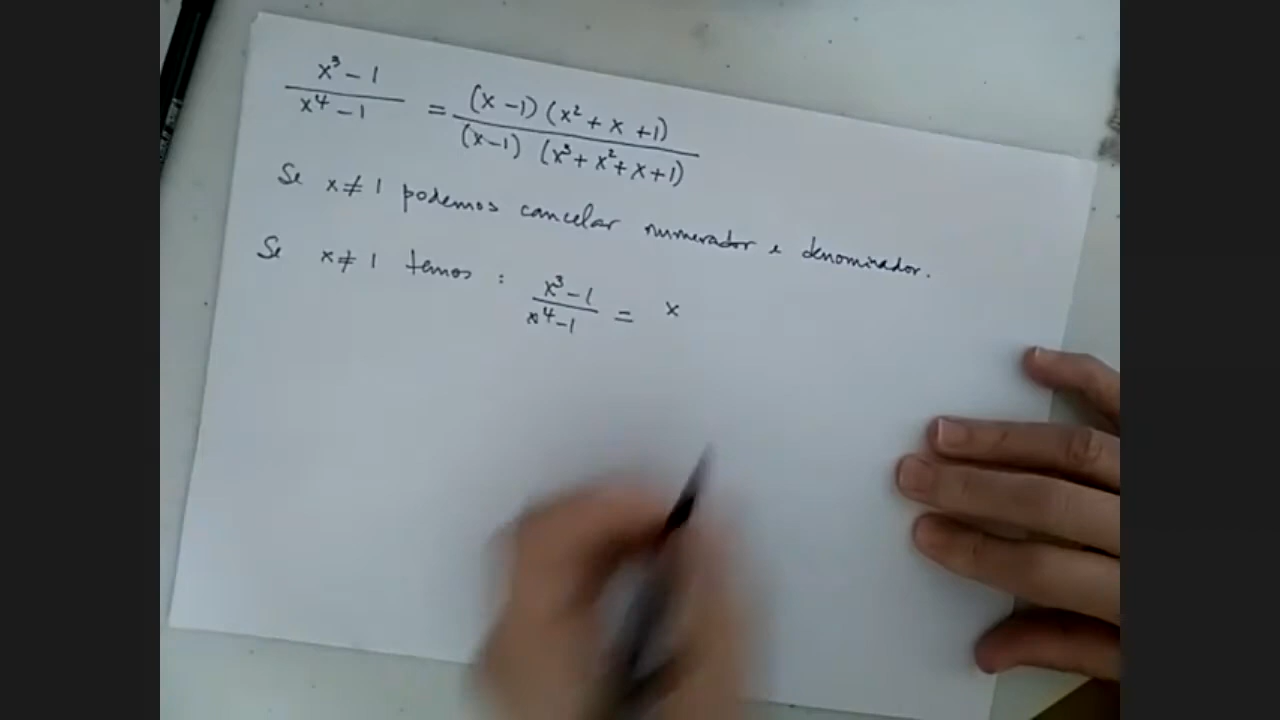 x³ - 1 / x⁴ - 1 = (x - 1) (x² + x + 1) / (x - 1) (x³ + x² + x + 1)
Se x ≠ 1 podemos cancelar numerador e denominador.
Se x ≠ 1 temos : x³ - 1 / x⁴ - 1 = x